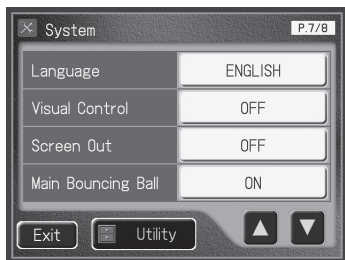 System P.7/8
Language ENGLISH
Visual Control OFF
Screen Out OFF
Main Bouncing Ball ON
Exit Utility